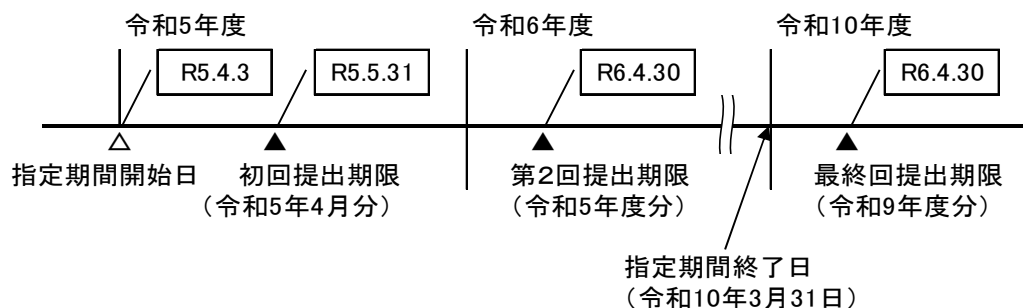 令和5年度
令和6年度
令和10年度
R5.4.3
R5.5.31
R6.4.30
R6.4.30
指定期間開始日
初回提出期限
（令和5年4月分）
第2回提出期限
（令和5年度分）
最終回提出期限
（令和9年度分）
指定期間終了日
（令和10年3月31日）